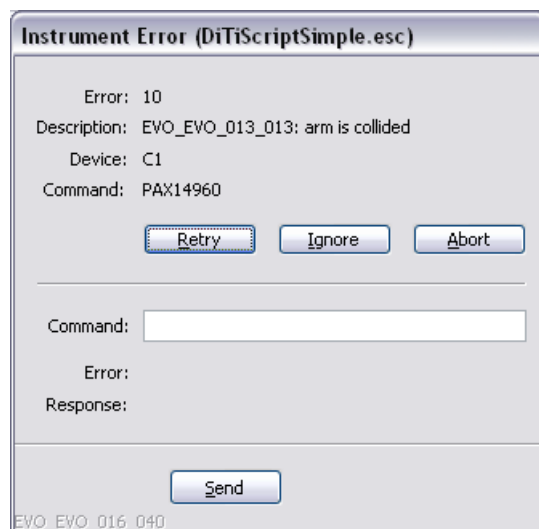 Instrument Error (DiTiScriptSimple.esc)
Error: 10
Description: EVO_EVO_013_013: arm is collided
Device: C1
Command: PAX14960
Retry Ignore Abort
Command:
Error:
Response:
Send
EVO_EVO_016_040